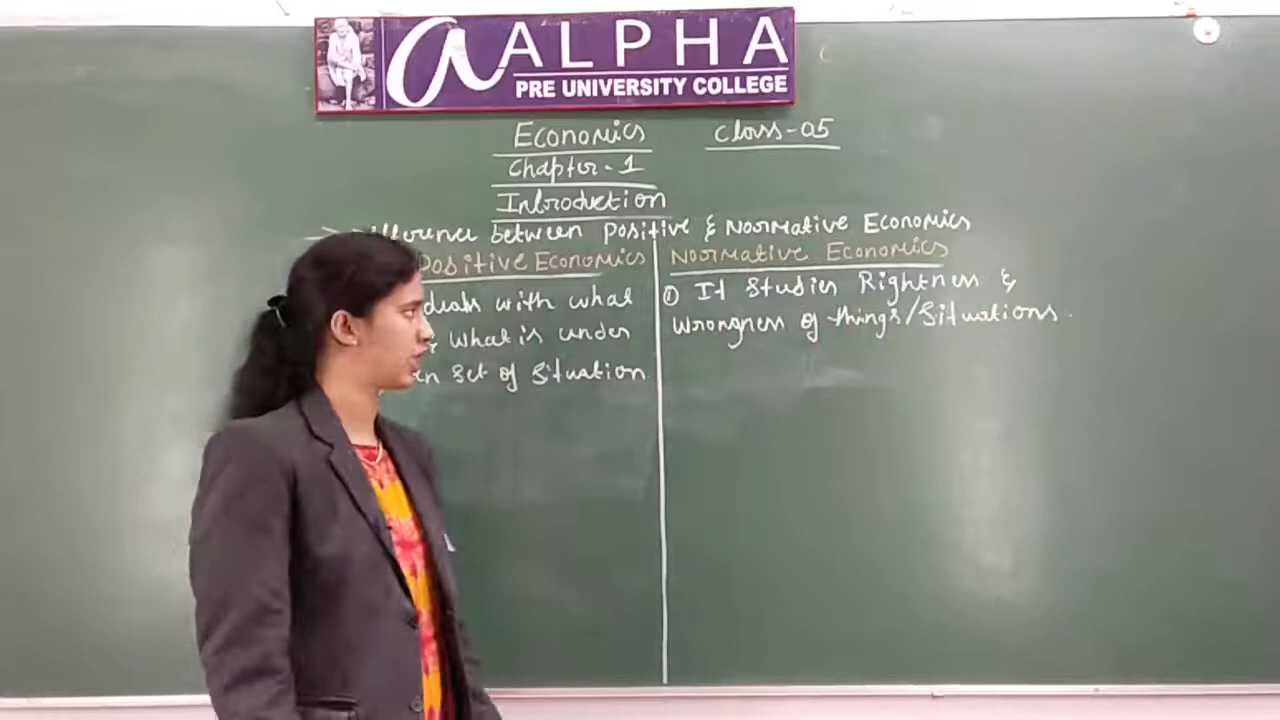 a ALPHA
PRE UNIVERSITY COLLEGE
Economics Class-05
Chapter-1
Introduction
between Positive & Normative Economics
Positive Economics
deals with what
& what is under
Set of Situation
Normative Economics
① It Studies Rightness &
Wrongness of things/Situations.